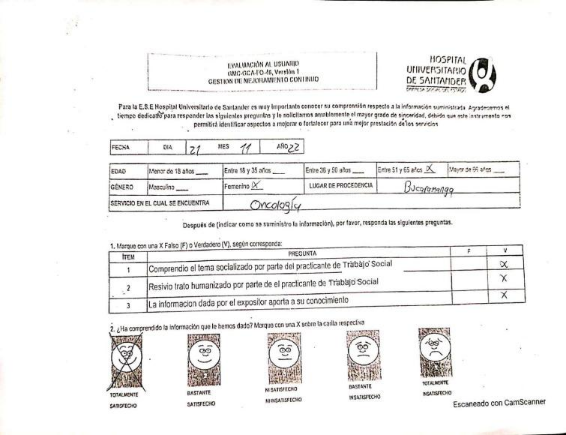 EVALUACIÓN AL USUARIO
GMC-GCA-FO-46, Versión 1
GESTION DE MEJORAMIENTO CONTINUO
HOSPITAL
UNIVERSITARIO
DE SANTANDER
EMPRESA SOCIAL DEL ESTADO
Para la E.S.E Hospital Universitario de Santander es muy importante conocer su comprensión respecto a la información suministrada. Agradecemos el
tiempo dedicado para responder las siguientes preguntas y le solicitamos amablemente el mayor grado de sinceridad, debido que este instrumento nos
permitirá identificar aspectos a mejorar o fortalecer para una mejor prestación de los servicios
FECHA DIA 21 MES 11 AÑO 22
EDAD Menor de 18 años ___ Entre 18 y 35 años ___ Entre 36 y 50 años ___ Entre 51 y 65 años X Mayor de 65 años ___
GÉNERO Masculino ___ Femenino X LUGAR DE PROCEDENCIA Bucaramanga
SERVICIO EN EL CUAL SE ENCUENTRA Oncología
Después de (indicar como se suministro la información), por favor, responda las siguientes preguntas.
1. Marque con una X Falso (F) o Verdadero (V), según corresponda:
ÍTEM PREGUNTA F V
1 Comprendio el tema socializado por parte del practicante de Trabajo Social X
2 Resivio trato humanizado por parte de el practicante de Trabajo Social X
3 La informacion dada por el expositor aporta a su conocimiento X
2. ¿Ha comprendido la información que le hemos dado? Marque con una X sobre la carita respectiva
TOTALMENTE SATISFECHO
BASTANTE SATISFECHO
NI SATISFECHO NI INSATISFECHO
BASTANTE INSATISFECHO
TOTALMENTE INSATISFECHO
Escaneado con CamScanner